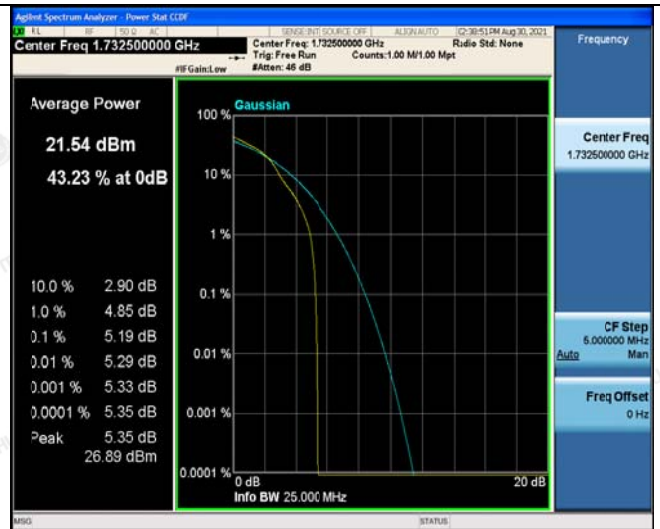 Agilent Spectrum Analyzer - Power Stat CCDF
RL RF 50 Ω AC SENSE:INT SOURCE OFF ALIGN AUTO 02:38:51 PM Aug 30, 2021
Center Freq 1.732500000 GHz
Center Freq: 1.732500000 GHz Radio Std: None
Trig: Free Run Counts:1.00 M/1.00 Mpt
#IFGain:Low #Atten: 46 dB
Average Power
21.54 dBm
43.23 % at 0dB
10.0 % 2.90 dB
1.0 % 4.85 dB
0.1 % 5.19 dB
0.01 % 5.29 dB
0.001 % 5.33 dB
0.0001 % 5.35 dB
Peak 5.35 dB
26.89 dBm
Gaussian
100 %
10 %
1 %
0.1 %
0.01 %
0.001 %
0.0001 %
0 dB 20 dB
Info BW 25.000 MHz
Frequency
Center Freq
1.732500000 GHz
CF Step
5.000000 MHz
Auto Man
Freq Offset
0 Hz
MSG STATUS